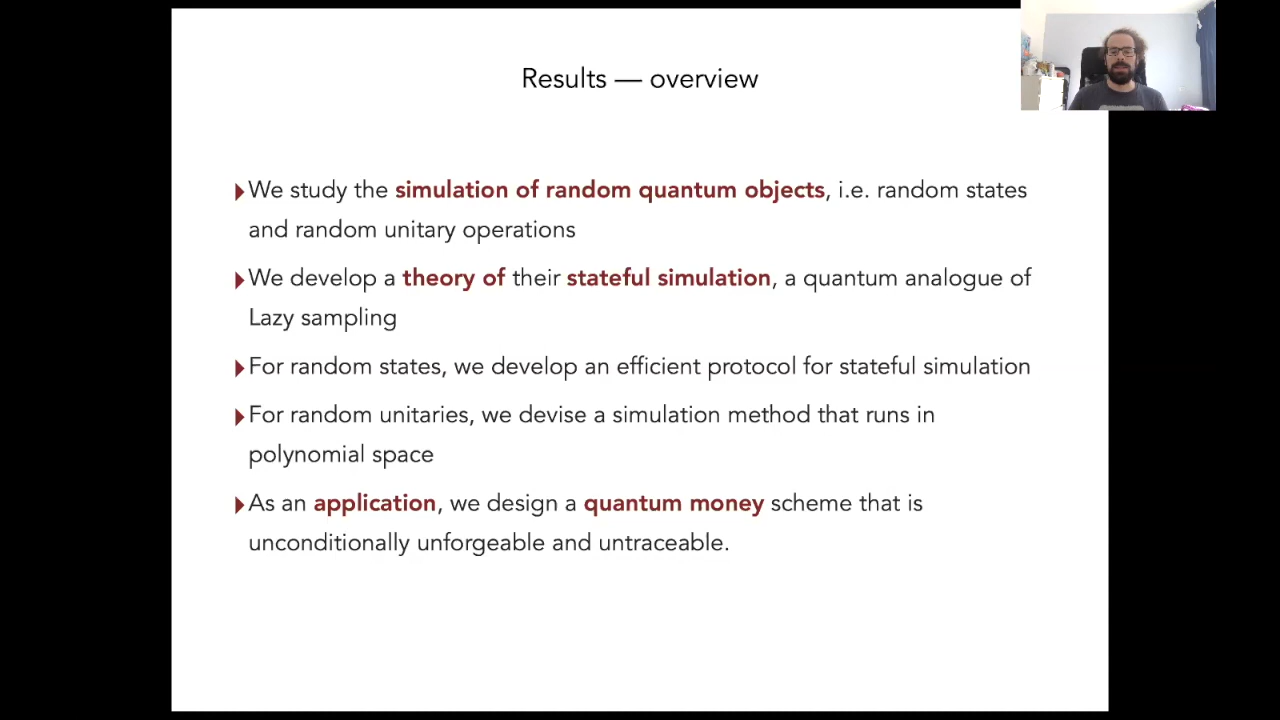 Results — overview
We study the simulation of random quantum objects, i.e. random states
and random unitary operations
We develop a theory of their stateful simulation, a quantum analogue of
Lazy sampling
For random states, we develop an efficient protocol for stateful simulation
For random unitaries, we devise a simulation method that runs in
polynomial space
As an application, we design a quantum money scheme that is
unconditionally unforgeable and untraceable.